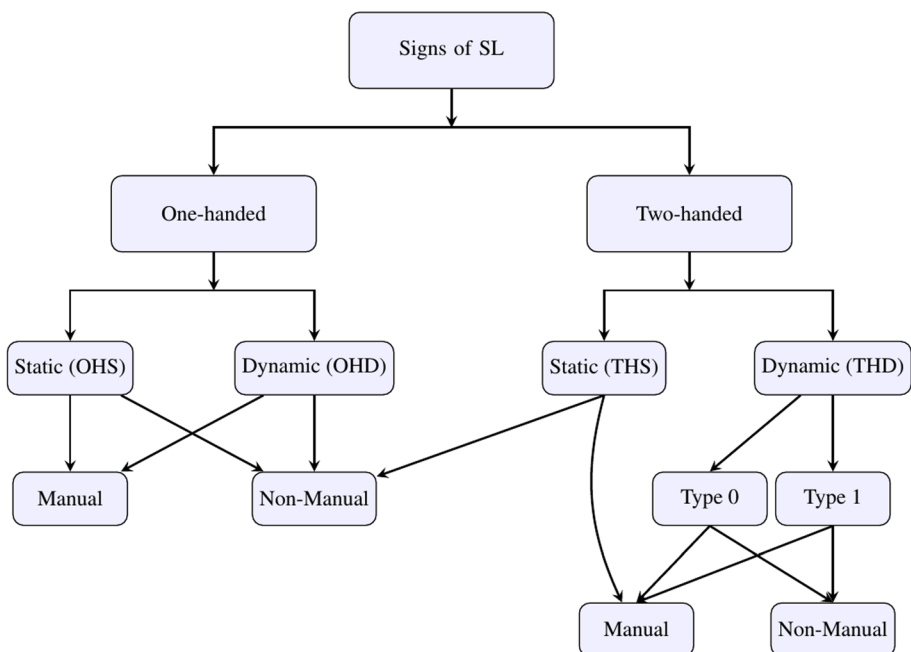 Signs of SL
One-handed
Two-handed
Static (OHS)
Dynamic (OHD)
Static (THS)
Dynamic (THD)
Manual
Non-Manual
Type 0
Type 1
Manual
Non-Manual